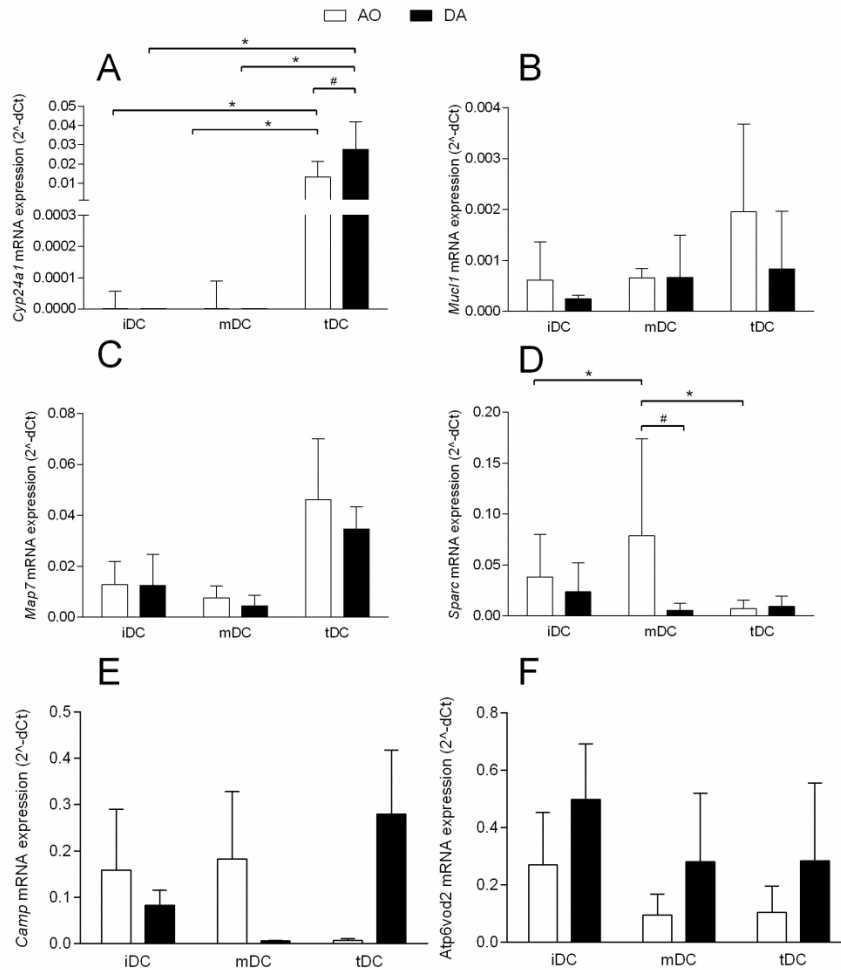 AO DA
A
*
*
#
*
*
Cyp24a1 mRNA expression (2^-dCt)
0.05
0.04
0.03
0.02
0.01
0.0003
0.0002
0.0001
0.0000
iDC mDC tDC
B
Mucl1 mRNA expression (2^-dCt)
0.004
0.003
0.002
0.001
0.000
iDC mDC tDC
C
Map7 mRNA expression (2^-dCt)
0.08
0.06
0.04
0.02
0.00
iDC mDC tDC
D
*
*
#
Sparc mRNA expression (2^-dCt)
0.20
0.15
0.10
0.05
0.00
iDC mDC tDC
E
Camp mRNA expression (2^-dCt)
0.5
0.4
0.3
0.2
0.1
0.0
iDC mDC tDC
F
Atp6vod2 mRNA expression (2^-dCt)
0.8
0.6
0.4
0.2
0.0
iDC mDC tDC